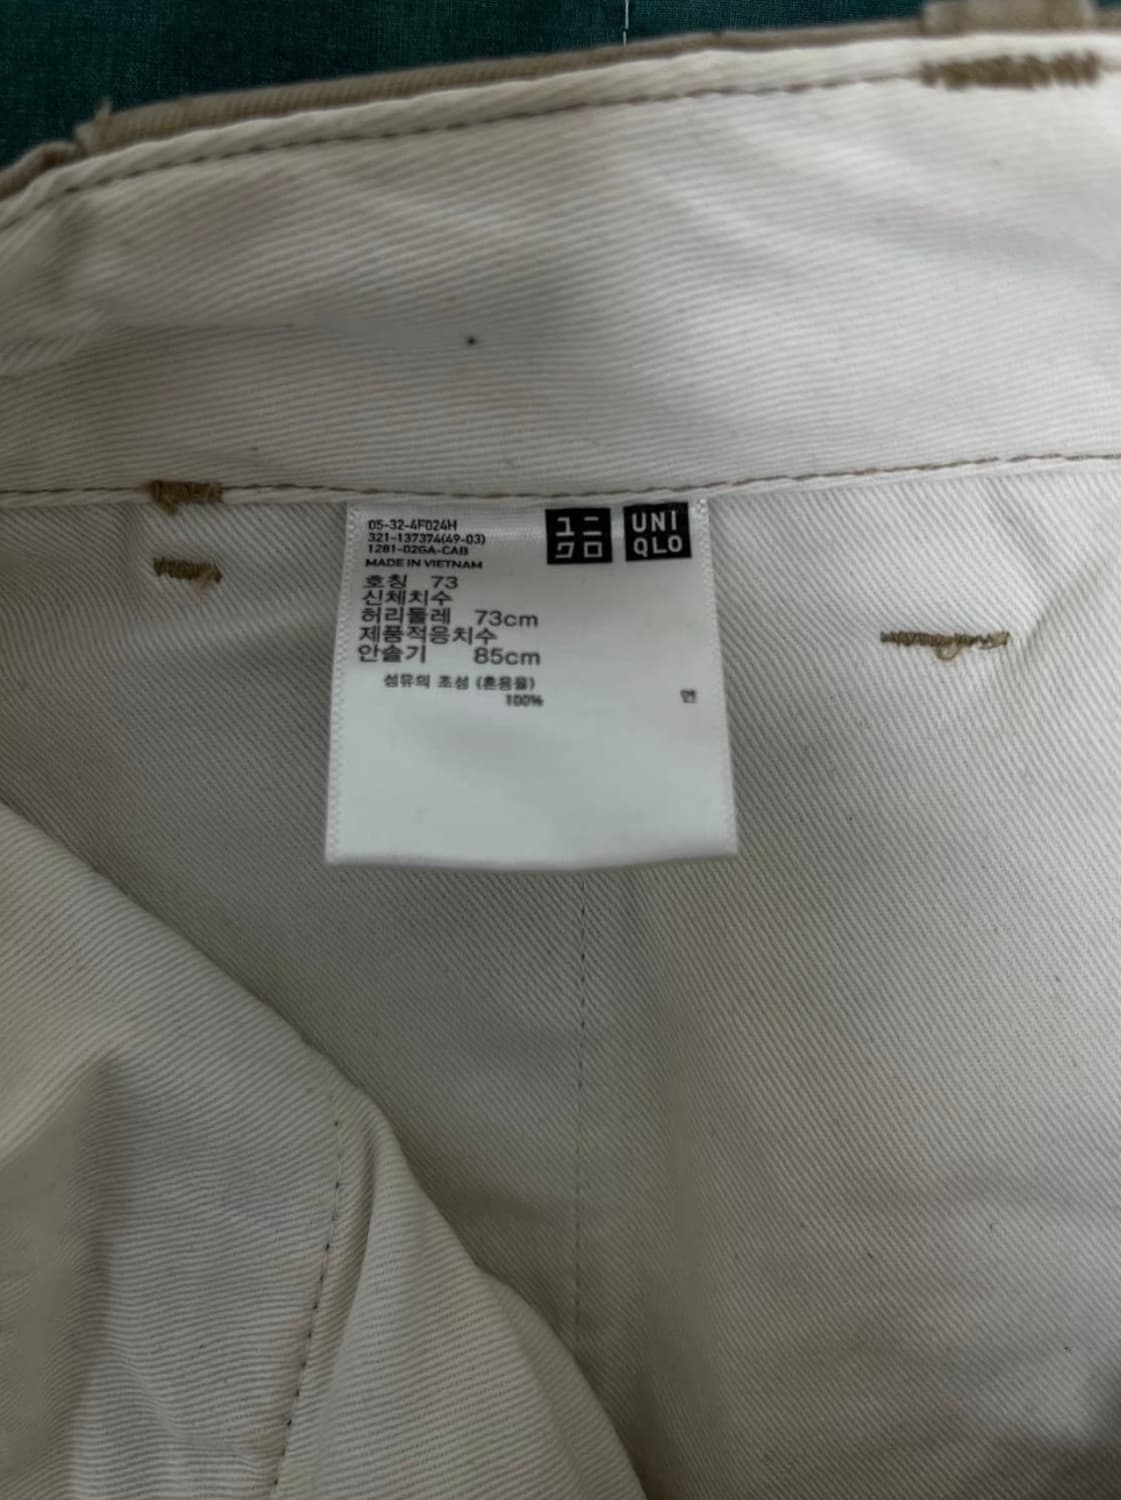 05-32-4F024H
321-137374(49-03)
1281-02GA-CAB
MADE IN VIETNAM
ユニ
クロ
UNI
QLO
호칭 73
신체치수
허리둘레 73cm
제품적응치수
안솔기 85cm
섬유의 조성 (혼용율)
100% 면